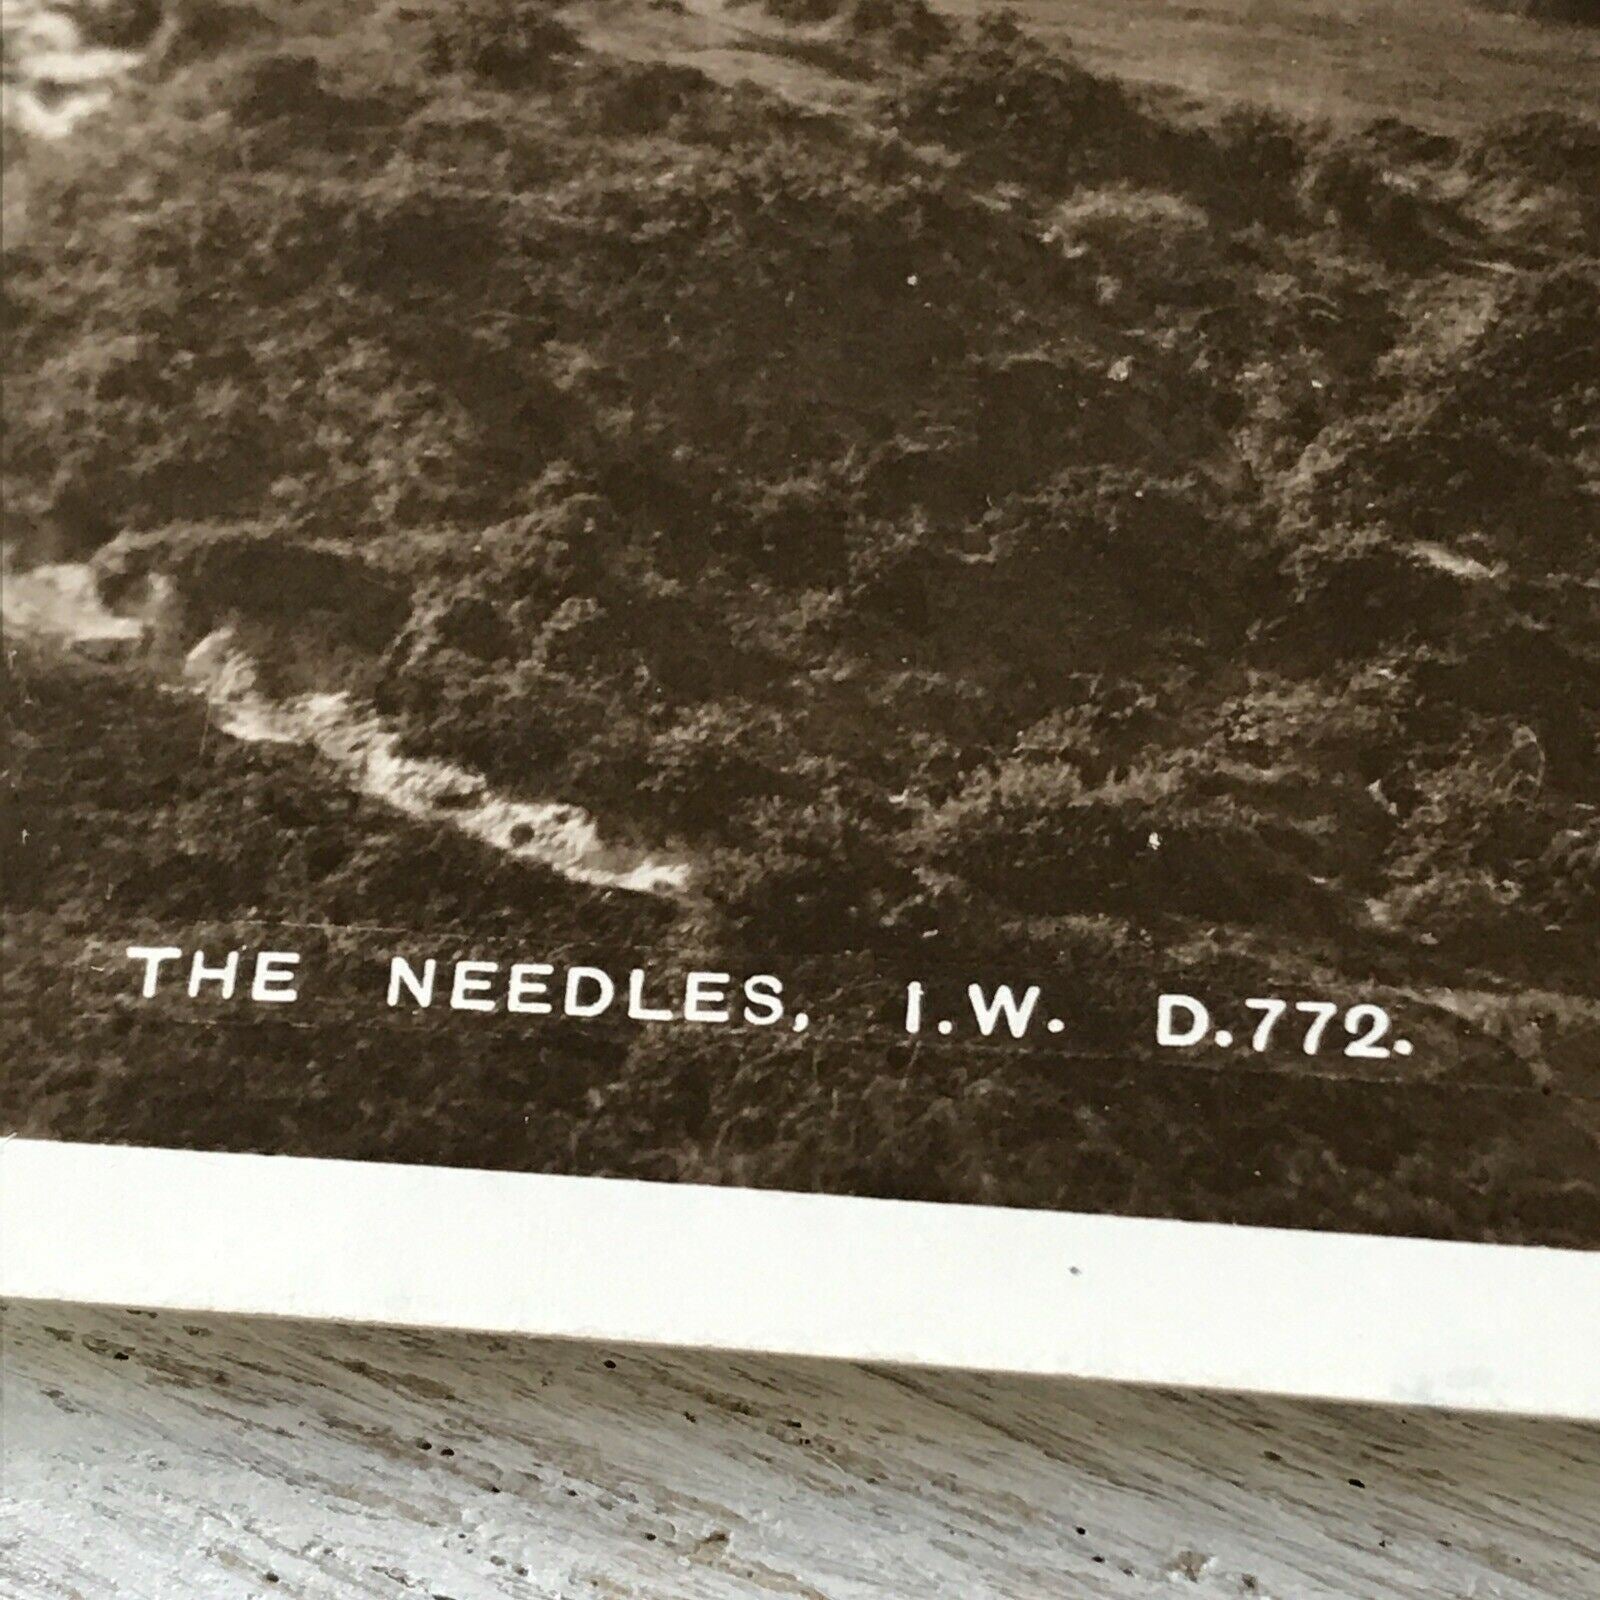 THE NEEDLES, I.W. D.772.